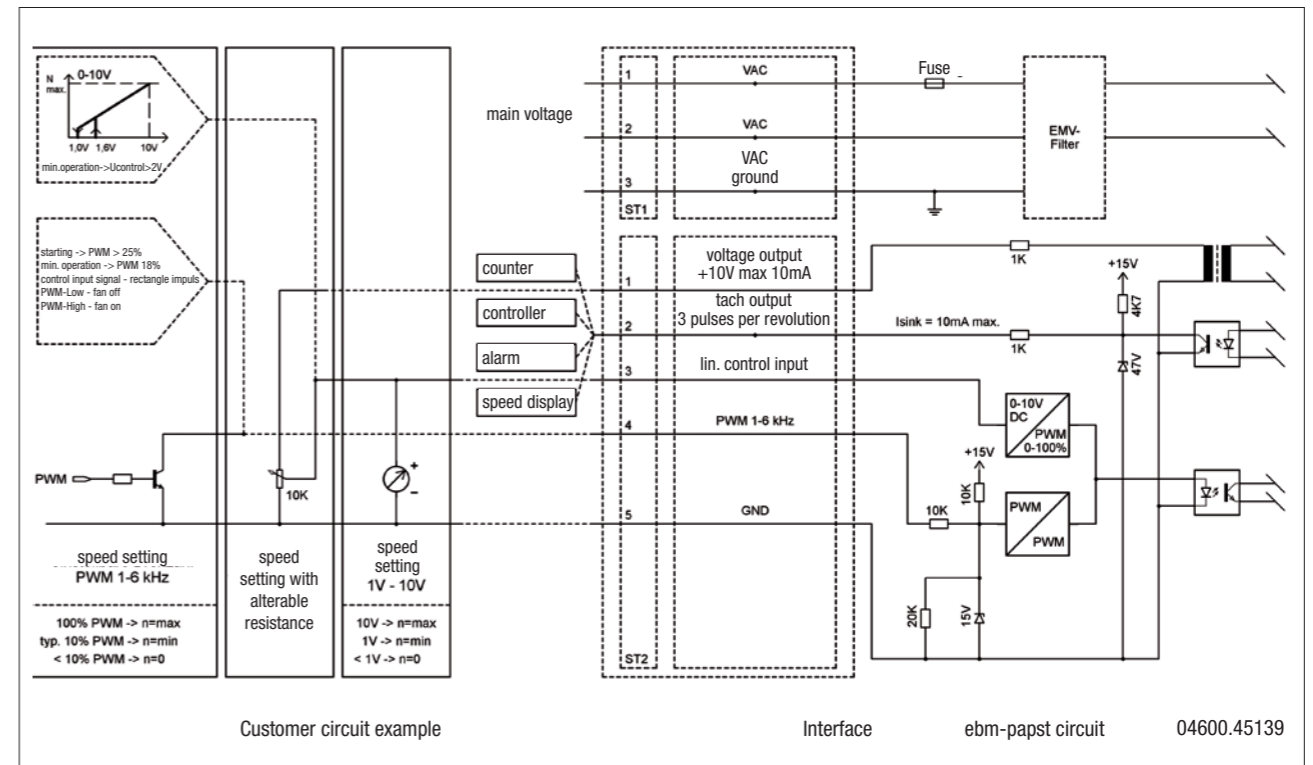 N
max.
0-10V
1,0V 1,6V 10V
min.operation->Ucontrol>2V
starting -> PWM > 25%
min. operation -> PWM 18%
control input signal - rectangle impuls
PWM-Low - fan off
PWM-High - fan on
PWM
10K
+
−
speed setting
PWM 1-6 kHz
100% PWM -> n=max
typ. 10% PWM -> n=min
< 10% PWM -> n=0
speed
setting with
alterable
resistance
speed
setting
1V - 10V
10V -> n=max
1V -> n=min
< 1V -> n=0
main voltage
counter
controller
alarm
speed display
1
2
3
ST1
VAC
VAC
VAC
ground
Fuse
EMV-
Filter
1
2
3
4
5
ST2
voltage output
+10V max 10mA
tach output
3 pulses per revolution
lin. control input
PWM 1-6 kHz
GND
1K
+15V
4K7
Isink = 10mA max.
1K
47V
0-10V
DC
PWM
0-100%
+15V
10K
10K
PWM
PWM
20K
15V
Customer circuit example
Interface
ebm-papst circuit
04600.45139